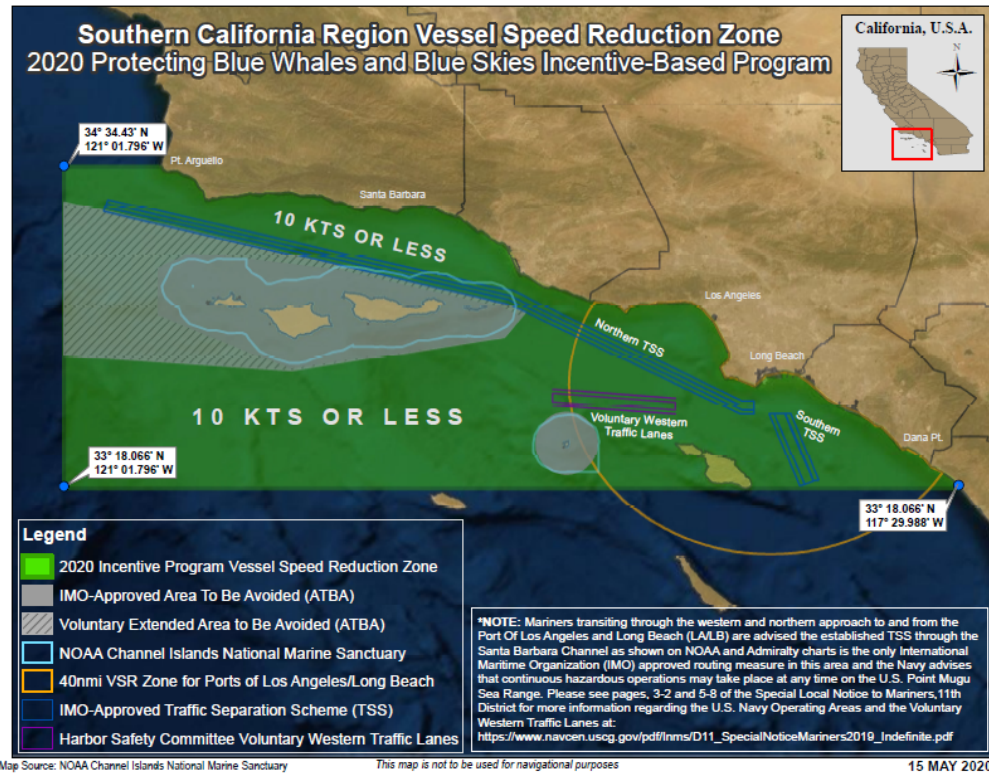 Southern California Region Vessel Speed Reduction Zone
2020 Protecting Blue Whales and Blue Skies Incentive-Based Program
California, U.S.A.
N
34° 34.43' N
121° 01.796' W
Pt. Arguello
Santa Barbara
10 KTS OR LESS
Los Angeles
Northern TSS
Long Beach
10 KTS OR LESS
Voluntary Western
Traffic Lanes
Southern
TSS
Dana Pt.
33° 18.066' N
121° 01.796' W
33° 18.066' N
117° 29.988' W
Legend
2020 Incentive Program Vessel Speed Reduction Zone
IMO-Approved Area To Be Avoided (ATBA)
Voluntary Extended Area to Be Avoided (ATBA)
NOAA Channel Islands National Marine Sanctuary
40nmi VSR Zone for Ports of Los Angeles/Long Beach
IMO-Approved Traffic Separation Scheme (TSS)
Harbor Safety Committee Voluntary Western Traffic Lanes
*NOTE: Mariners transiting through the western and northern approach to and from the
Port Of Los Angeles and Long Beach (LA/LB) are advised the established TSS through the
Santa Barbara Channel as shown on NOAA and Admiralty charts is the only International
Maritime Organization (IMO) approved routing measure in this area and the Navy advises
that continuous hazardous operations may take place at any time on the U.S. Point Mugu
Sea Range. Please see pages, 3-2 and 5-8 of the Special Local Notice to Mariners,11th
District for more information regarding the U.S. Navy Operating Areas and the Voluntary
Western Traffic Lanes at:
https://www.navcen.uscg.gov/pdf/lnms/D11_SpecialNoticeMariners2019_Indefinite.pdf
Map Source: NOAA Channel Islands National Marine Sanctuary
This map is not to be used for navigational purposes
15 MAY 2020